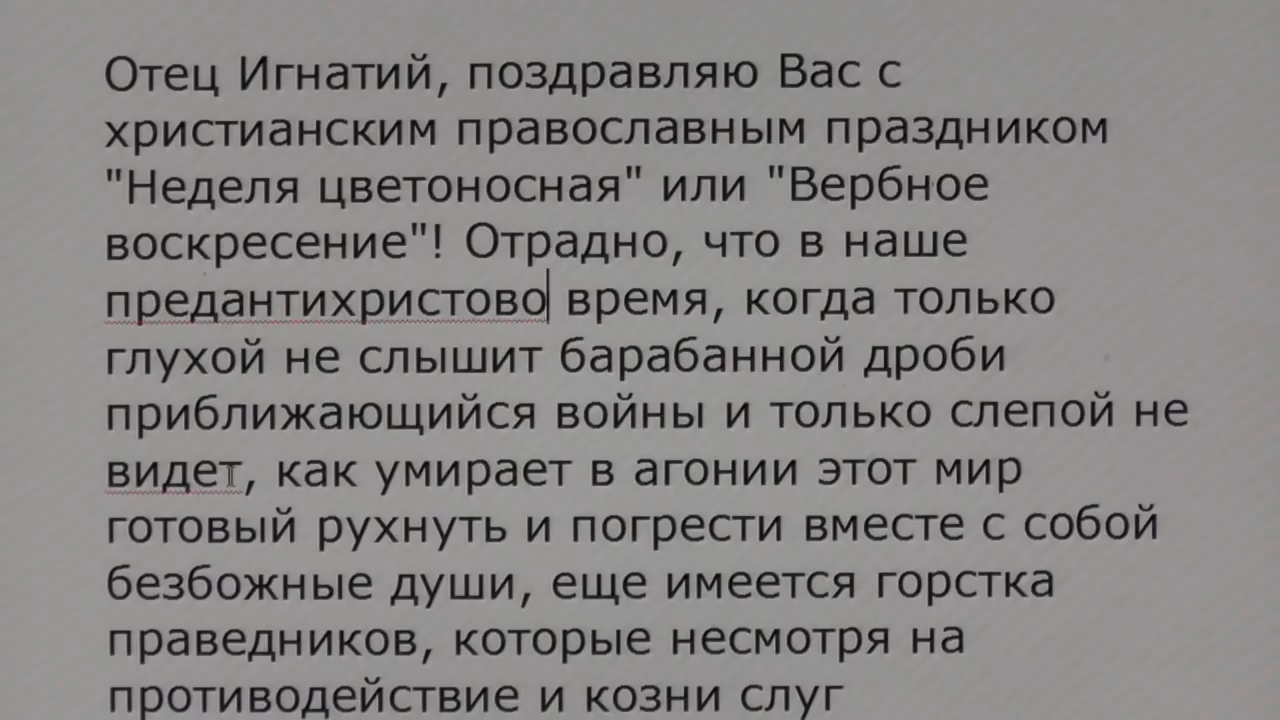 Отец Игнатий, поздравляю Вас с
христианским православным праздником
"Неделя цветоносная" или "Вербное
воскресение"! Отрадно, что в наше
предантихристово время, когда только
глухой не слышит барабанной дроби
приближающийся войны и только слепой не
видет, как умирает в агонии этот мир
готовый рухнуть и погрести вместе с собой
безбожные души, еще имеется горстка
праведников, которые несмотря на
противодействие и козни слуг